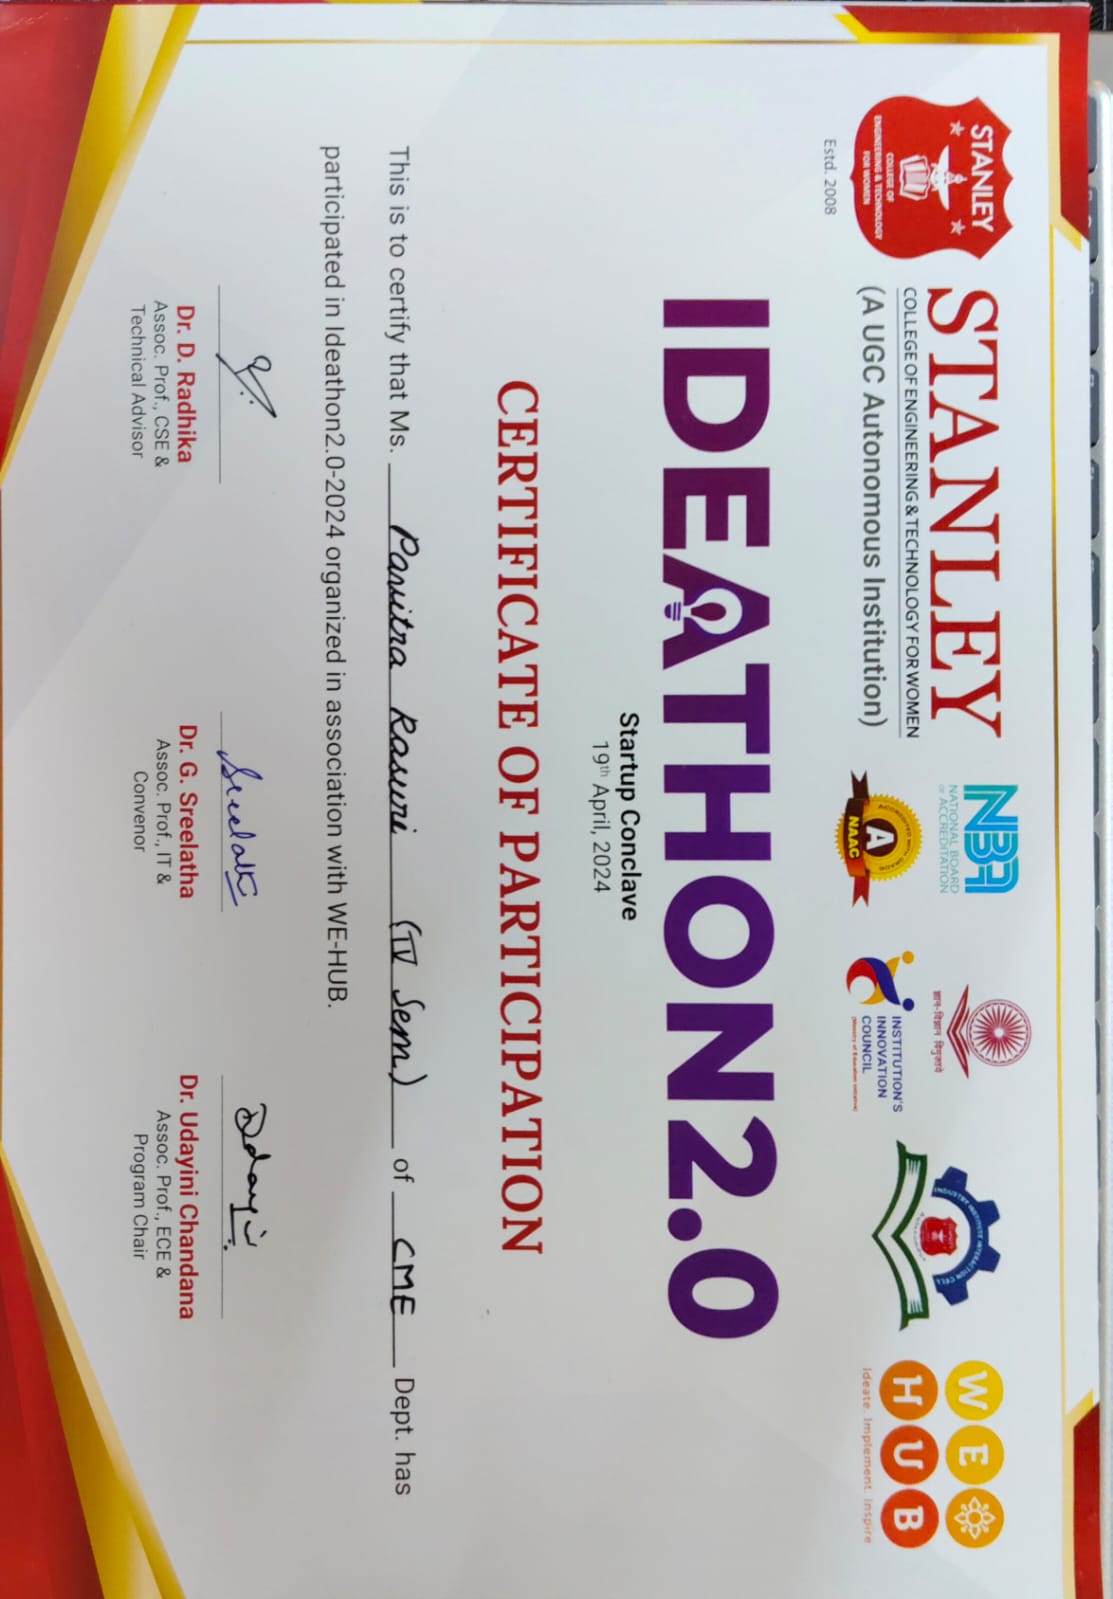 STANLEY
COLLEGE OF
ENGINEERING & TECHNOLOGY
FOR WOMEN
Estd. 2008
STANLEY
COLLEGE OF ENGINEERING & TECHNOLOGY FOR WOMEN
(A UGC Autonomous Institution)
NBA
NATIONAL BOARD
OF ACCREDITATION
ACCREDITED WITH GRADE
A
NAAC
ज्ञान-विज्ञान विमुक्तये
INSTITUTION'S
INNOVATION
COUNCIL
(Ministry of Education Initiative)
INDUSTRY INSTITUTE INTERACTION CELL
WE
HUB
Ideate. Implement. Inspire
IDEATHON2.0
Startup Conclave
19th April, 2024
CERTIFICATE OF PARTICIPATION
This is to certify that Ms. Pavitra Rasuri (IV Sem) of CME Dept. has
participated in Ideathon2.0-2024 organized in association with WE-HUB.
Sreelatha
Udayini
Dr. D. Radhika
Assoc. Prof., CSE &
Technical Advisor
Dr. G. Sreelatha
Assoc. Prof., IT &
Convenor
Dr. Udayini Chandana
Assoc. Prof., ECE &
Program Chair